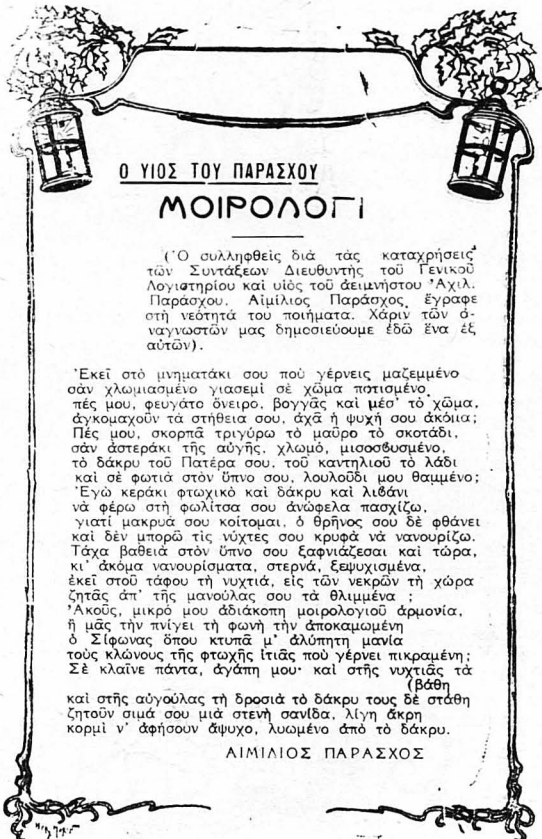 Ο ΥΙΟΣ ΤΟΥ ΠΑΡΑΣΧΟΥ
ΜΟΙΡΟΛΟΓΙ
(Ὁ συλληφθεὶς διὰ τὰς καταχρήσεις
τῶν Συντάξεων Διευθυντὴς τοῦ Γενικοῦ
Λογιστηρίου καὶ υἱὸς τοῦ ἀειμνήστου Ἀχιλ.
Παράσχου, Αἰμίλιος Παράσχος, ἔγραφε
στὴ νεότητά του ποιήματα. Χάριν τῶν ἀ-
ναγνωστῶν μας δημοσιεύουμε ἐδῶ ἕνα ἐξ
αὐτῶν).
Ἐκεῖ στὸ μνηματάκι σου ποὺ γέρνεις μαζεμμένο
σὰν χλωμιασμένο γιασεμὶ σὲ χῶμα ποτισμένο,
πές μου, φευγάτο ὄνειρο, βογγᾶς καὶ μέσ' τὸ χῶμα,
ἀγκομαχοῦν τὰ στήθεια σου, ἀχᾶ ἡ ψυχή σου ἀκόμα;
Πές μου, σκορπᾶ τριγύρω τὸ μαῦρο τὸ σκοτάδι,
σὰν ἀστεράκι τῆς αὐγῆς, χλωμό, μισοσβυσμένο,
τὸ δάκρυ τοῦ Πατέρα σου, τοῦ καντηλιοῦ τὸ λάδι
καὶ σὲ φωτιὰ στὸν ὕπνο σου, λουλοῦδι μου θαμμένο;
Ἐγὼ κεράκι φτωχικὸ καὶ δάκρυ καὶ λιβάνι
νὰ φέρω στὴ φωλίτσα σου ἀνώφελα πασχίζω,
γιατὶ μακρυά σου κοίτομαι, ὁ θρῆνος σου δὲ φθάνει
καὶ δὲν μπορῶ τὶς νύχτες σου κρυφὰ νὰ νανουρίζω.
Τάχα βαθειὰ στὸν ὕπνο σου ξαφνιάζεσαι καὶ τώρα,
κι' ἀκόμα νανουρίσματα, στερνά, ξεψυχισμένα,
ἐκεῖ στοῦ τάφου τὴ νυχτιά, εἰς τῶν νεκρῶν τὴ χώρα
ζητᾶς ἀπ' τῆς μανούλας σου τὰ θλιμμένα ;
Ἀκοῦς, μικρό μου ἀδιάκοπη μοιρολογιοῦ ἁρμονία,
ἢ μᾶς τὴν πνίγει τὴ φωνὴ τὴν ἀποκαμωμένη
ὁ Σίφωνας ὅπου κτυπᾶ μ' ἀλύπητη μανία
τοὺς κλώνους τῆς φτωχῆς ἰτιᾶς ποὺ γέρνει πικραμένη;
Σὲ κλαῖνε πάντα, ἀγάπη μου· καὶ στῆς νυχτιᾶς τὰ
(βάθη
καὶ στῆς αὐγούλας τὴ δροσιὰ τὸ δάκρυ τους δὲ στάθη
ζητοῦν σιμά σου μιὰ στενὴ σανίδα, λίγη ἄκρη
κορμὶ ν' ἀφήσουν ἄψυχο, λυωμένο ἀπὸ τὸ δάκρυ.
ΑΙΜΙΛΙΟΣ ΠΑΡΑΣΧΟΣ